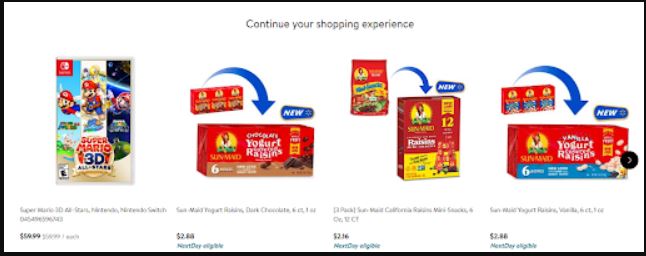 Continue your shopping experience
SUPER MARIO
3D
ALL-STARS
NEW
CHOCOLATE
Yogurt
Raisins
SUN-MAID
6
NEW
SUN-MAID
12
Raisins
NEW
VANILLA
Yogurt
Raisins
SUN-MAID
6
Super Mario 3D All-Stars, Nintendo, Nintendo Switch
045496596743
$59.99 $59.99 / each
Sun-Maid Yogurt Raisins, Dark Chocolate, 6 ct, 1 oz
$2.88
NextDay eligible
(3 Pack) Sun-Maid California Raisins Mini Snacks, 6
Oz, 12 CT
$2.16
NextDay eligible
Sun-Maid Yogurt Raisins, Vanilla, 6 ct, 1 oz
$2.88
NextDay eligible